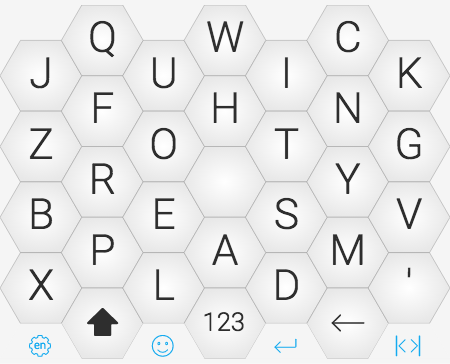 Q W C
J U I K
F H N
Z O T G
R Y
B E S V
P A M
X L D '
123
en